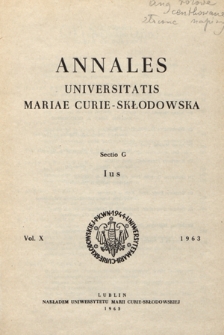 ANNALES
UNIVERSITATIS
MARIAE CURIE-SKŁODOWSKA
Sectio G
Ius
Vol. X 1963
LUBLIN
NAKŁADEM UNIWERSYTETU MARII CURIE-SKŁODOWSKIEJ
1963